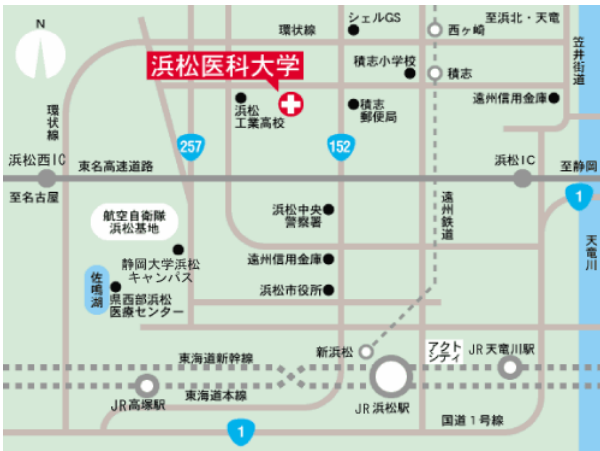 N
シェルGS
至浜北・天竜
環状線
西ヶ崎
笠井街道
浜松医科大学
積志小学校
積志
浜松
工業高校
積志
郵便局
遠州信用金庫
環状線
257
152
浜松西IC
東名高速道路
浜松IC
至静岡
至名古屋
1
航空自衛隊
浜松基地
浜松中央
警察署
遠州鉄道
天竜川
静岡大学浜松
キャンパス
遠州信用金庫
佐鳴湖
県西部浜松
医療センター
浜松市役所
東海道新幹線
新浜松
アクト
シティ
JR天竜川駅
東海道本線
JR高塚駅
JR浜松駅
1
国道1号線